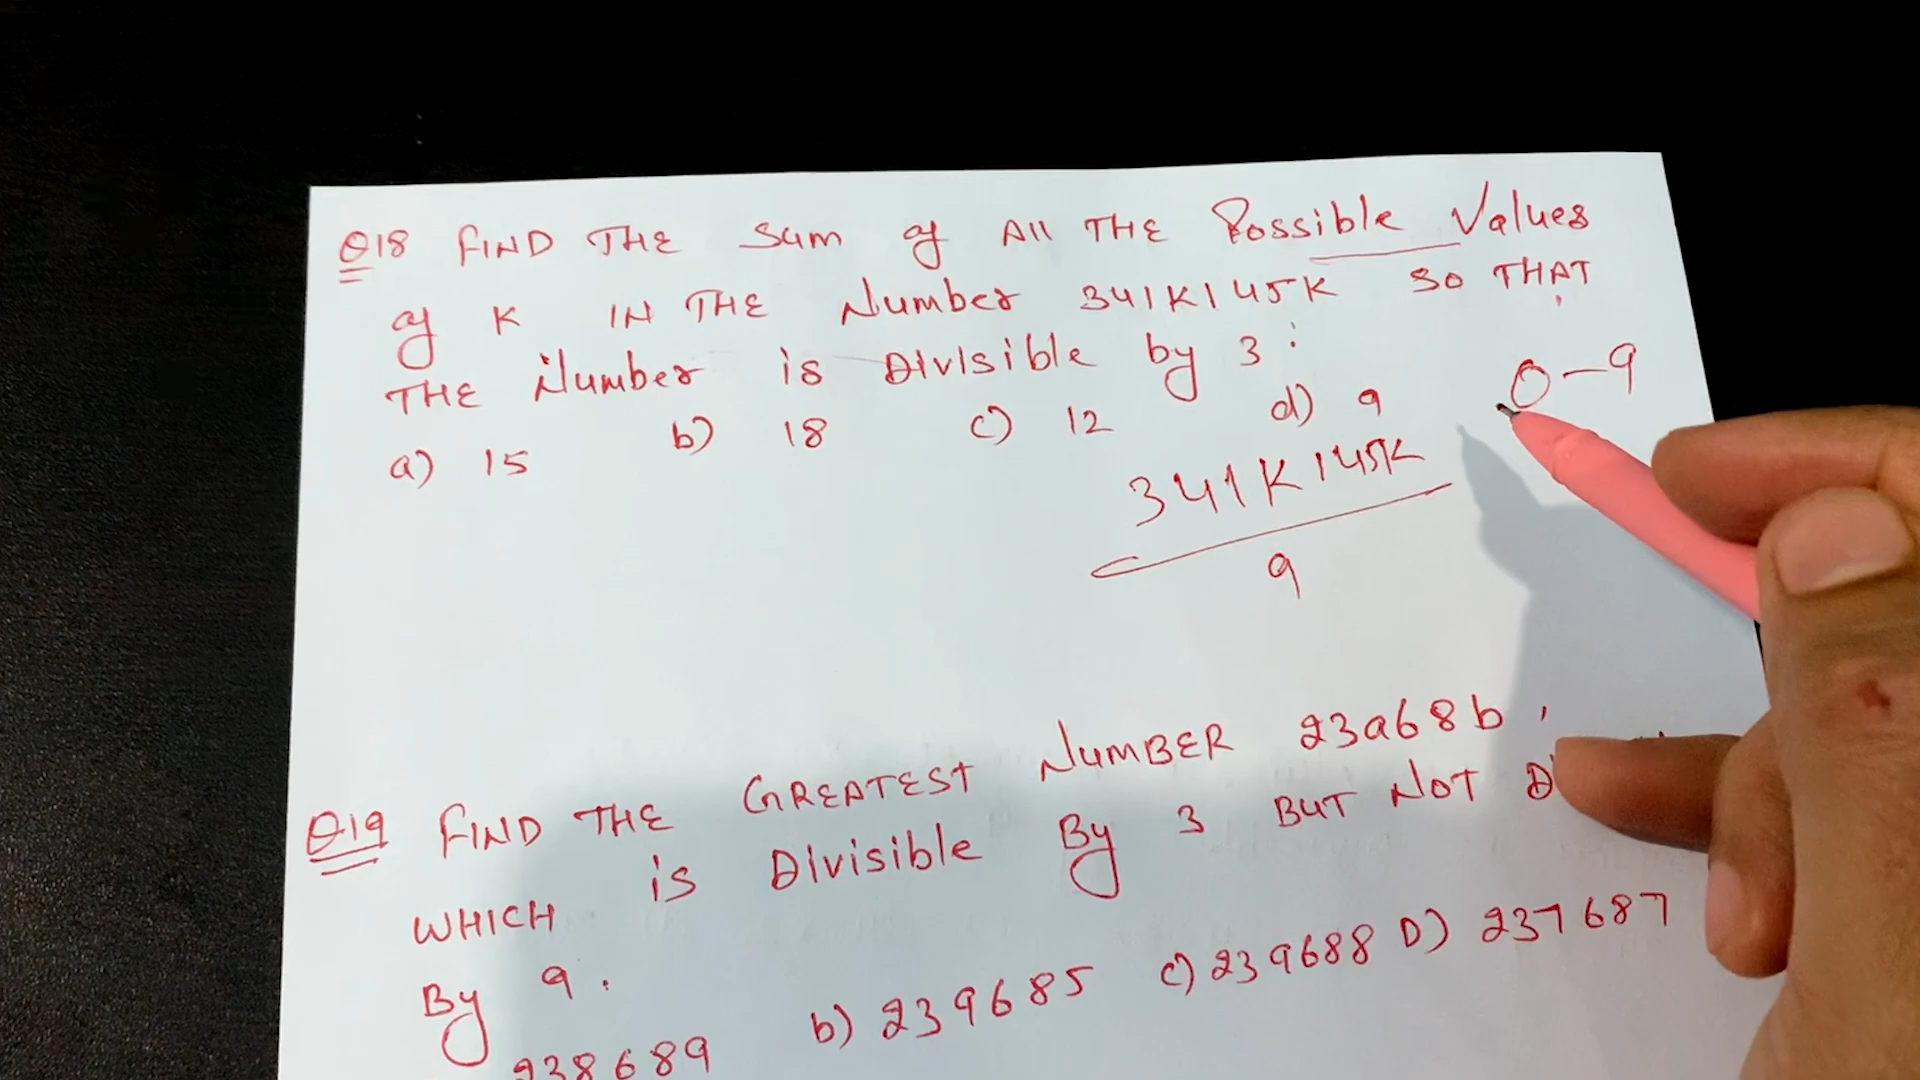 Q18 FIND THE Sum of All THE Possible Values
of K IN THE Number 341K145K SO THAT
THE Number is Divisible by 3:
a) 15 b) 18 c) 12 d) 9
0-9
341K145K
9
Q19 FIND THE GREATEST NumBER 23a68b,
WHICH is Divisible By 3 BUT NOT
By 9.
238689 b) 239685 c) 239688 D) 237687